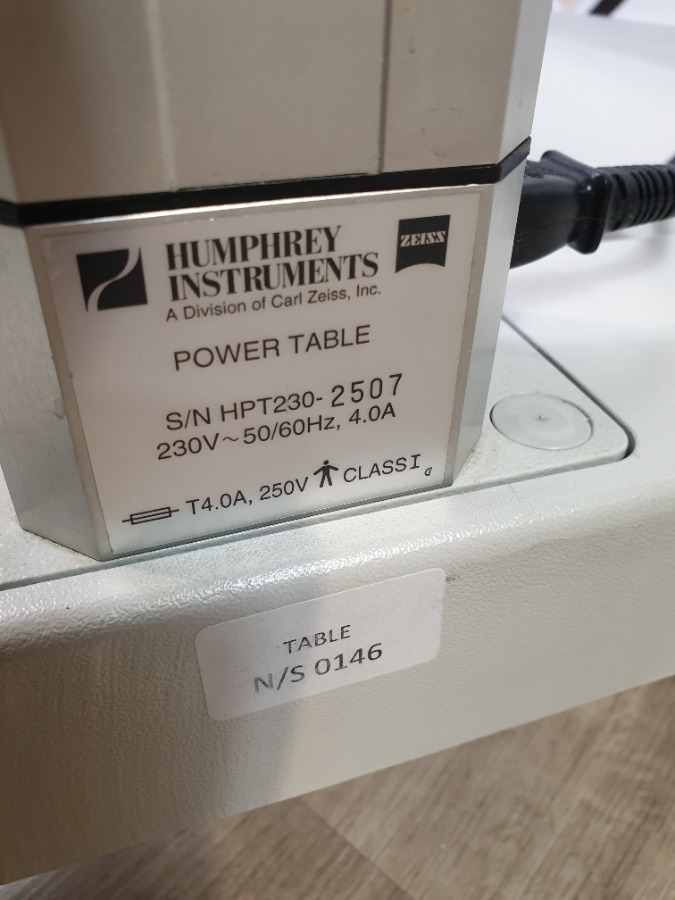 HUMPHREY
INSTRUMENTS
A Division of Carl Zeiss, Inc.
ZEISS
POWER TABLE
S/N HPT230-2507
230V~50/60Hz, 4.0A
T4.0A, 250V CLASS I
TABLE
N/S 0146